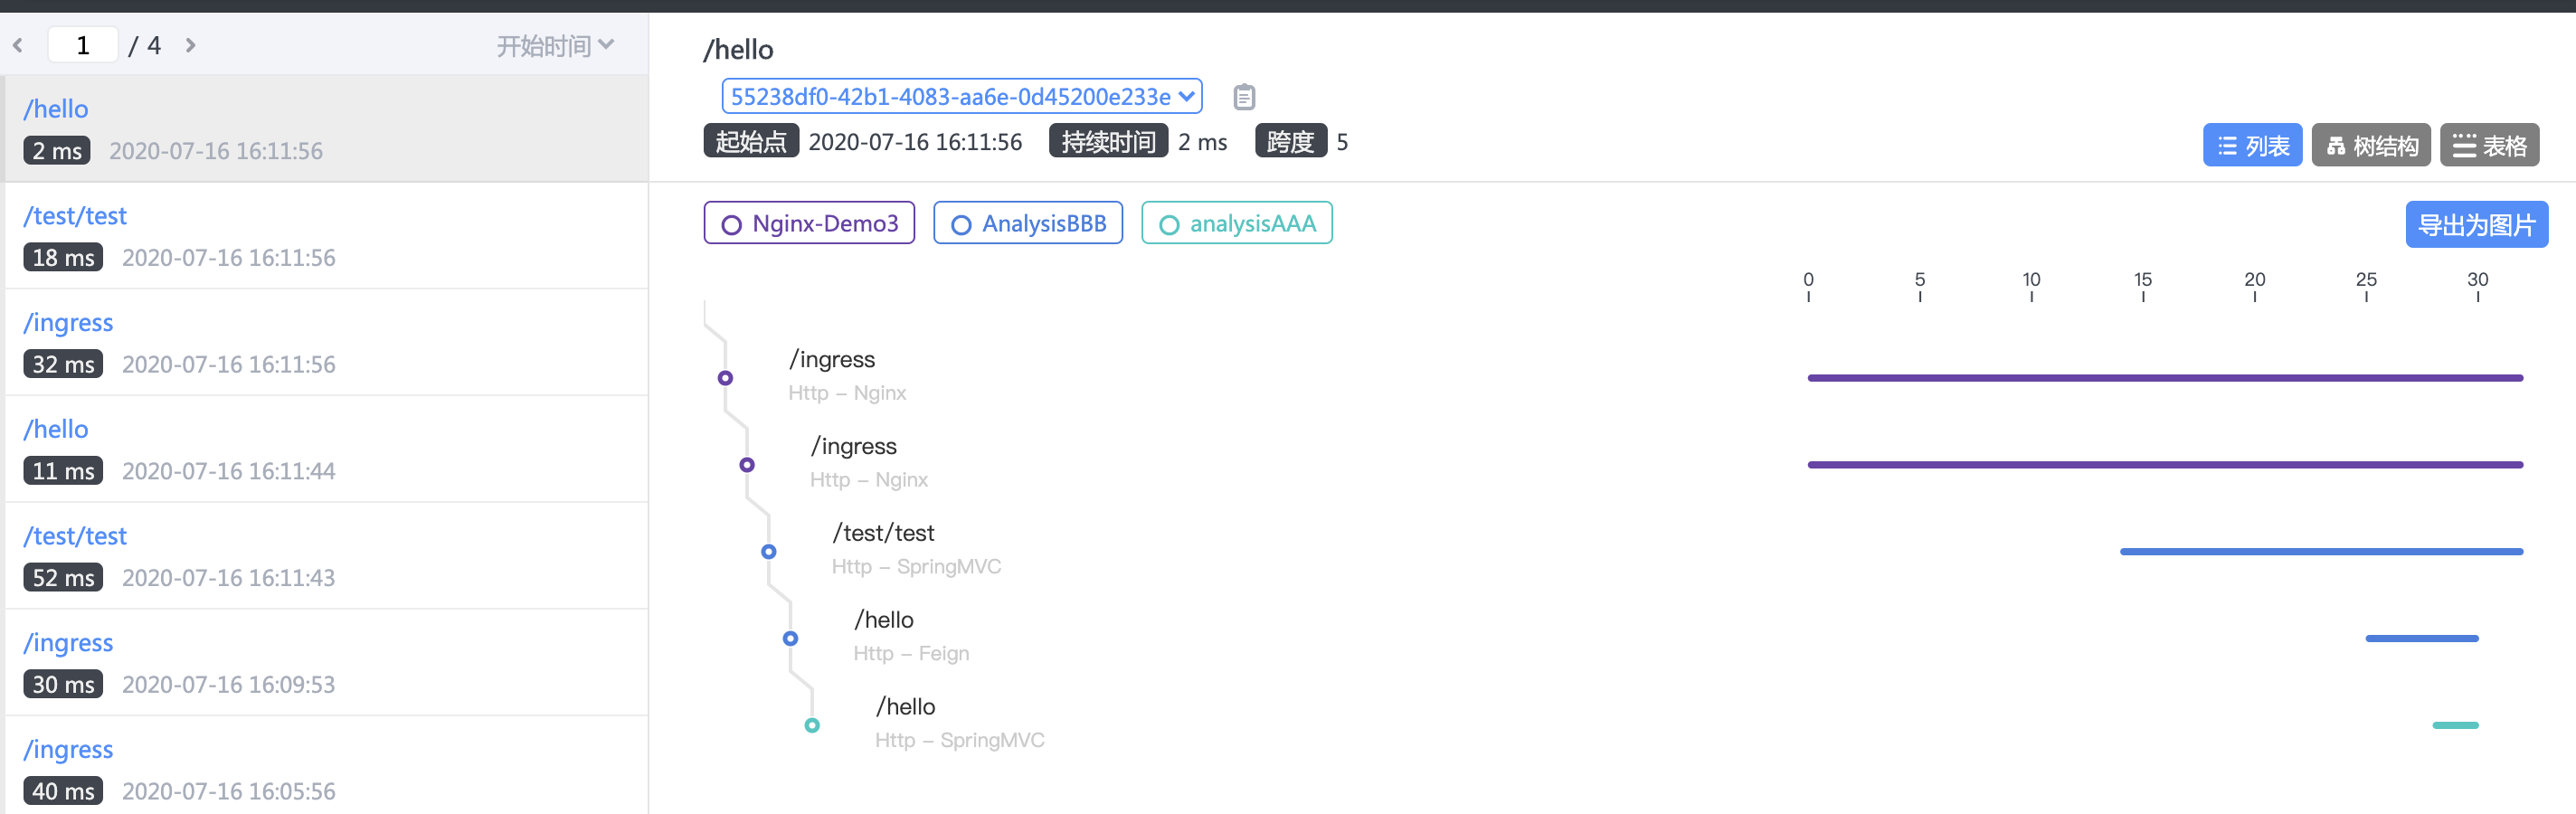 1 / 4 开始时间
/hello
2 ms 2020-07-16 16:11:56
/test/test
18 ms 2020-07-16 16:11:56
/ingress
32 ms 2020-07-16 16:11:56
/hello
11 ms 2020-07-16 16:11:44
/test/test
52 ms 2020-07-16 16:11:43
/ingress
30 ms 2020-07-16 16:09:53
/ingress
40 ms 2020-07-16 16:05:56
/hello
55238df0-42b1-4083-aa6e-0d45200e233e
起始点 2020-07-16 16:11:56 持续时间 2 ms 跨度 5
列表 树结构 表格
Nginx-Demo3 AnalysisBBB analysisAAA
导出为图片
0 5 10 15 20 25 30
/ingress
Http - Nginx
/ingress
Http - Nginx
/test/test
Http - SpringMVC
/hello
Http - Feign
/hello
Http - SpringMVC